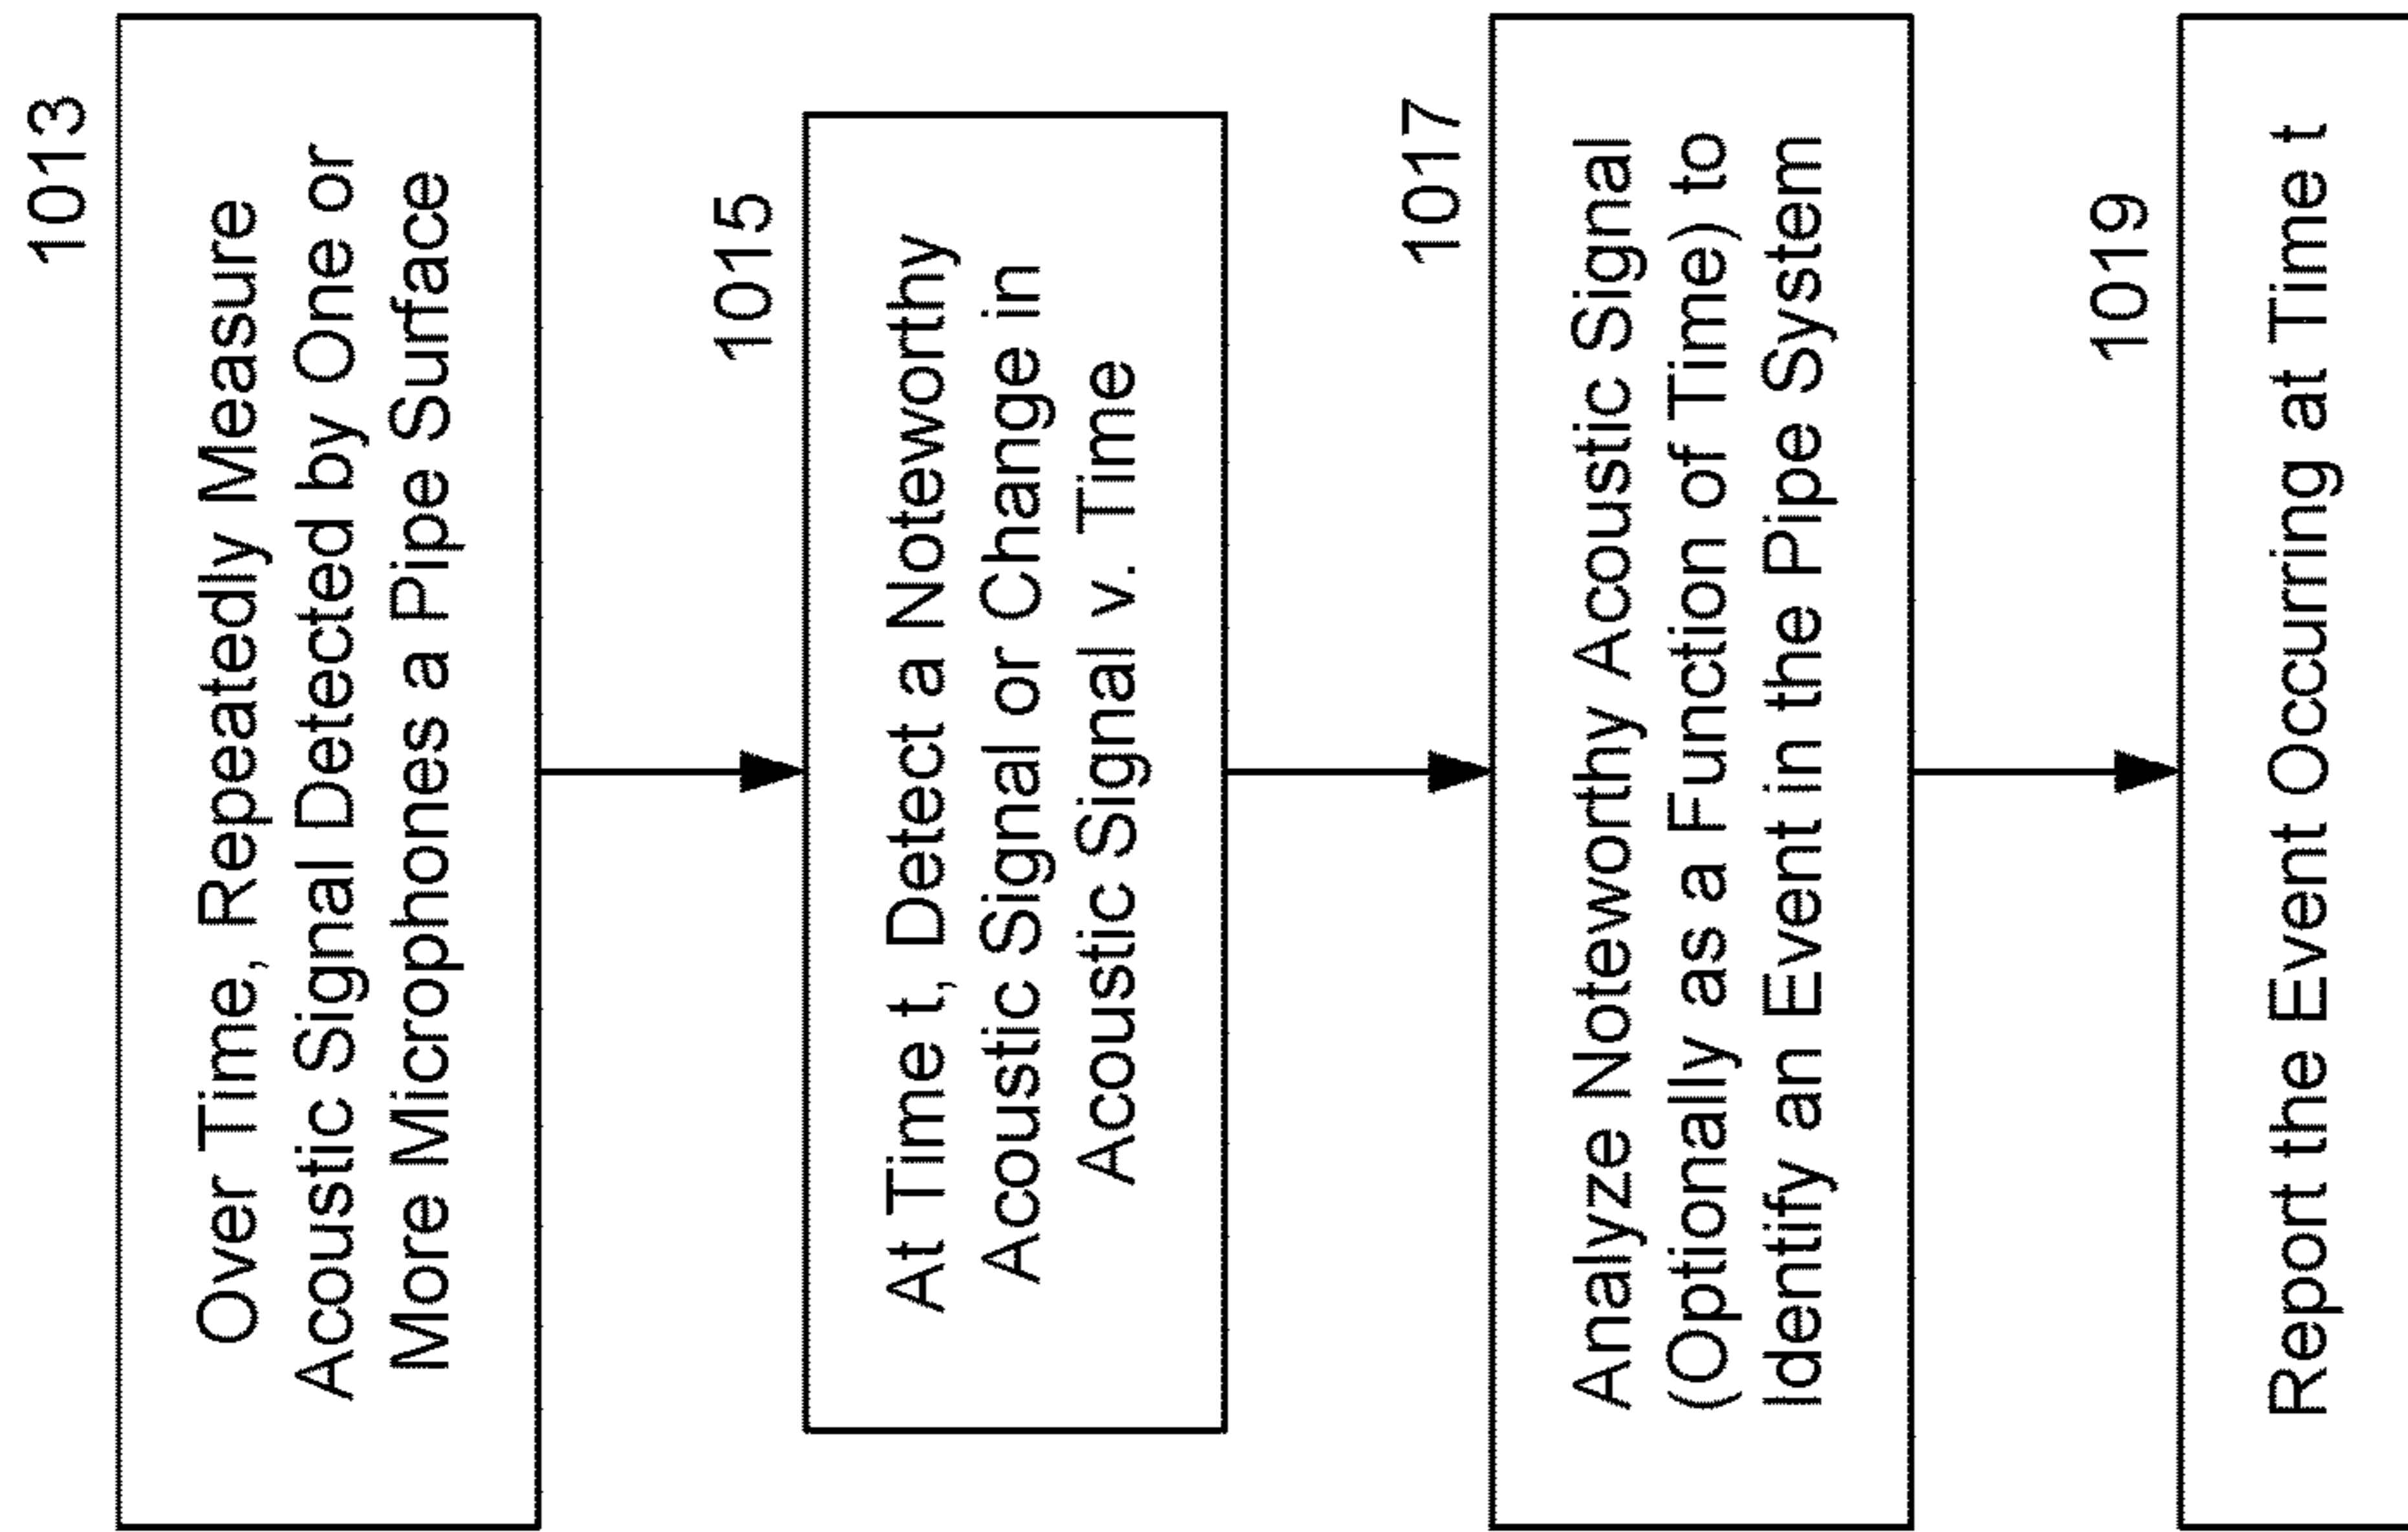 1013
Over Time, Repeatedly Measure
Acoustic Signal Detected by One or
More Microphones a Pipe Surface
1015
At Time t, Detect a Noteworthy
Acoustic Signal or Change in
Acoustic Signal v. Time
1017
Analyze Noteworthy Acoustic Signal
(Optionally as a Function of Time) to
Identify an Event in the Pipe System
1019
Report the Event Occurring at Time t